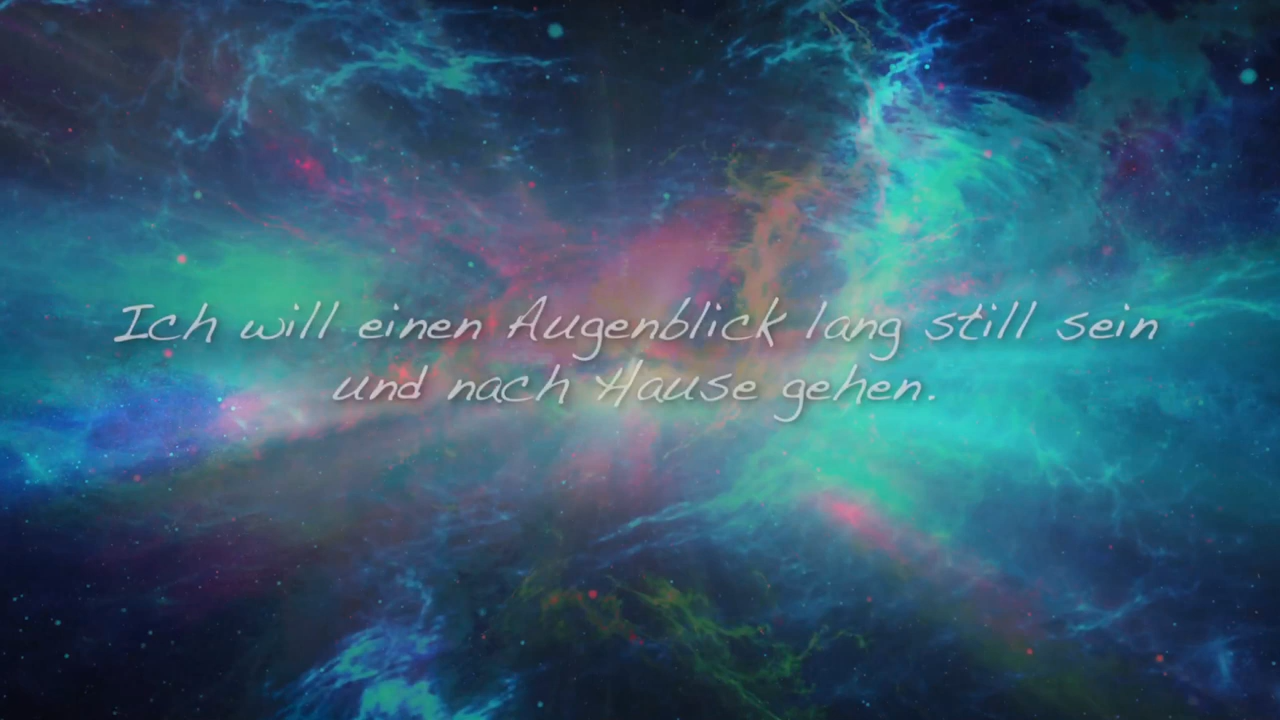 Ich will einen Augenblick lang still sein
und nach Hause gehen.